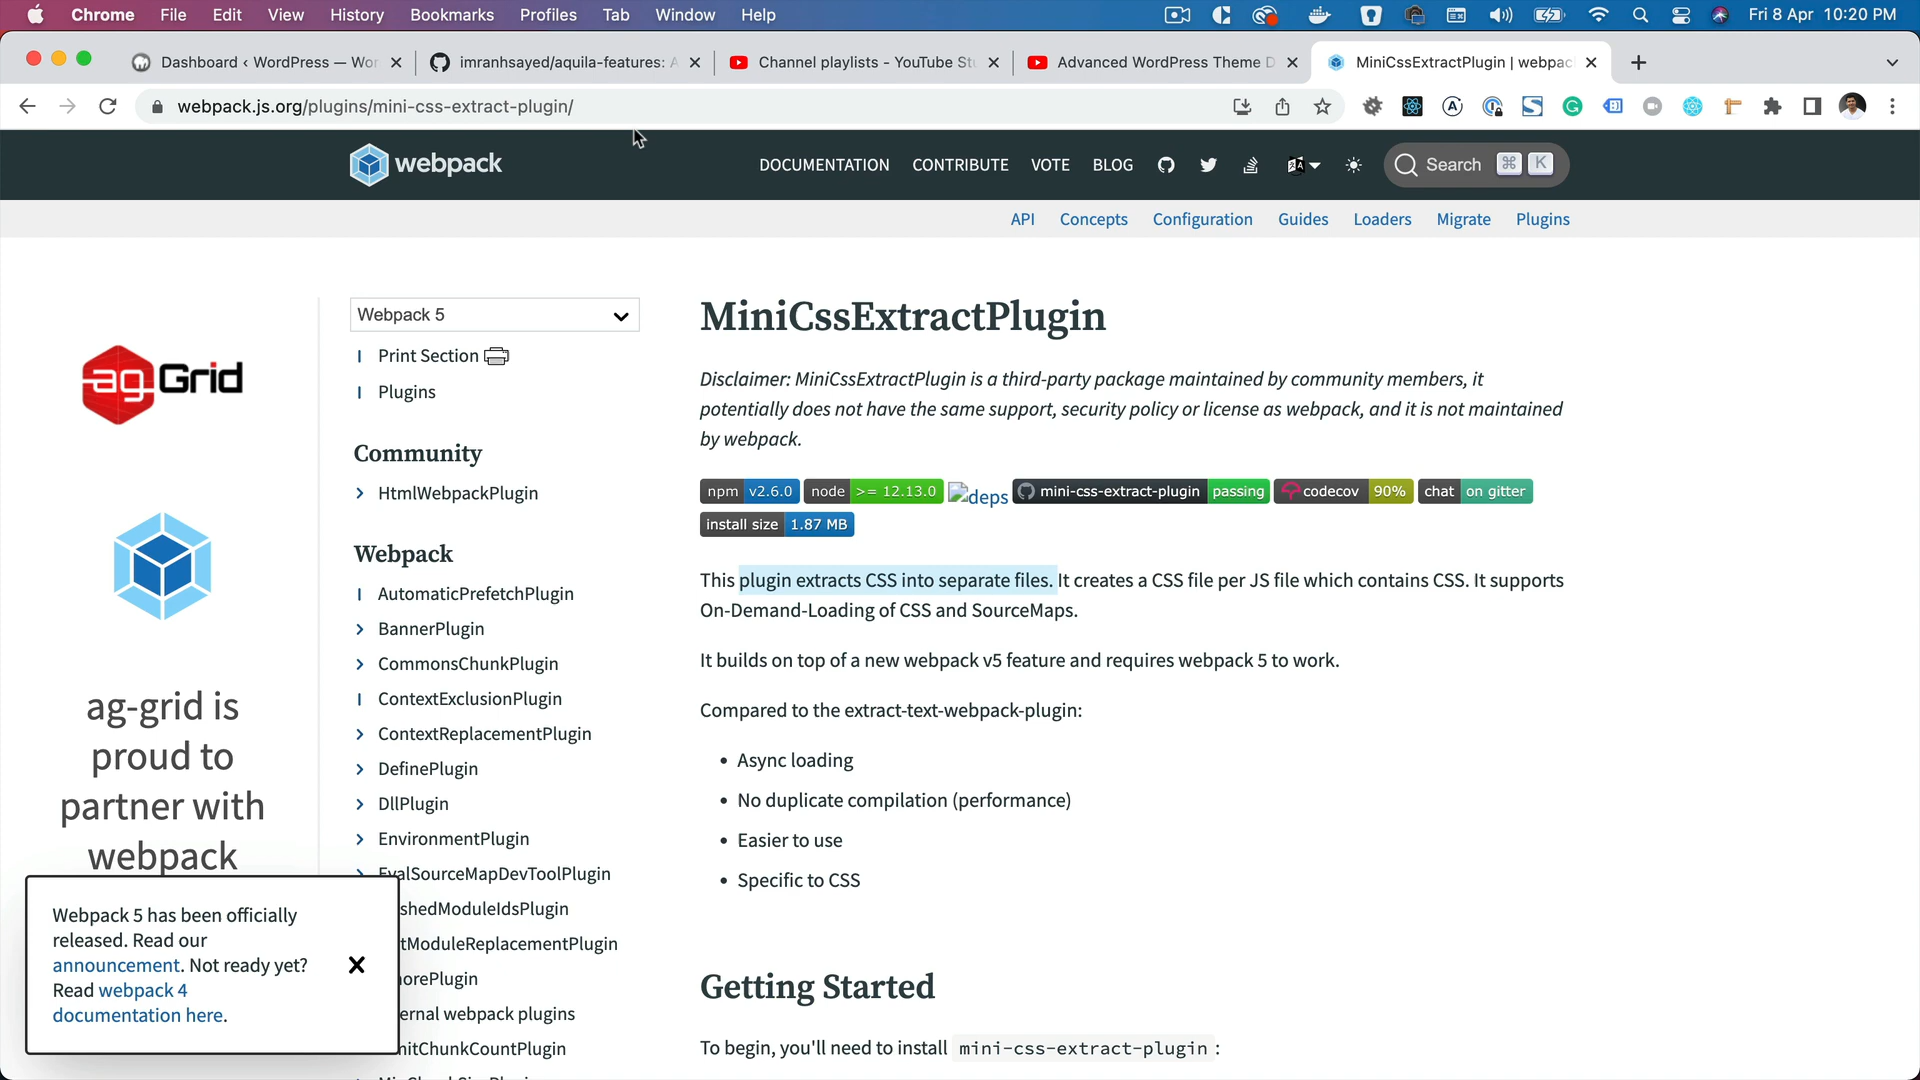 Chrome File Edit View History Bookmarks Profiles Tab Window Help Fri 8 Apr 10:20 PM
Dashboard ‹ WordPress — Wor
imranhsayed/aquila-features: A
Channel playlists - YouTube Stu
Advanced WordPress Theme D
MiniCssExtractPlugin | webpac
webpack.js.org/plugins/mini-css-extract-plugin/
webpack
DOCUMENTATION CONTRIBUTE VOTE BLOG
Search ⌘ K
API Concepts Configuration Guides Loaders Migrate Plugins
ag Grid
ag-grid is
proud to
partner with
webpack
Webpack 5 has been officially
released. Read our
announcement. Not ready yet?
Read webpack 4
documentation here.
Webpack 5
Print Section
Plugins
Community
HtmlWebpackPlugin
Webpack
AutomaticPrefetchPlugin
BannerPlugin
CommonsChunkPlugin
ContextExclusionPlugin
ContextReplacementPlugin
DefinePlugin
DllPlugin
EnvironmentPlugin
EvalSourceMapDevToolPlugin
shedModuleIdsPlugin
tModuleReplacementPlugin
norePlugin
ernal webpack plugins
mitChunkCountPlugin
MiniCssExtractPlugin
Disclaimer: MiniCssExtractPlugin is a third-party package maintained by community members, it
potentially does not have the same support, security policy or license as webpack, and it is not maintained
by webpack.
npm v2.6.0 node >= 12.13.0 deps mini-css-extract-plugin passing codecov 90% chat on gitter
install size 1.87 MB
This plugin extracts CSS into separate files. It creates a CSS file per JS file which contains CSS. It supports
On-Demand-Loading of CSS and SourceMaps.
It builds on top of a new webpack v5 feature and requires webpack 5 to work.
Compared to the extract-text-webpack-plugin:
• Async loading
• No duplicate compilation (performance)
• Easier to use
• Specific to CSS
Getting Started
To begin, you'll need to install mini-css-extract-plugin :